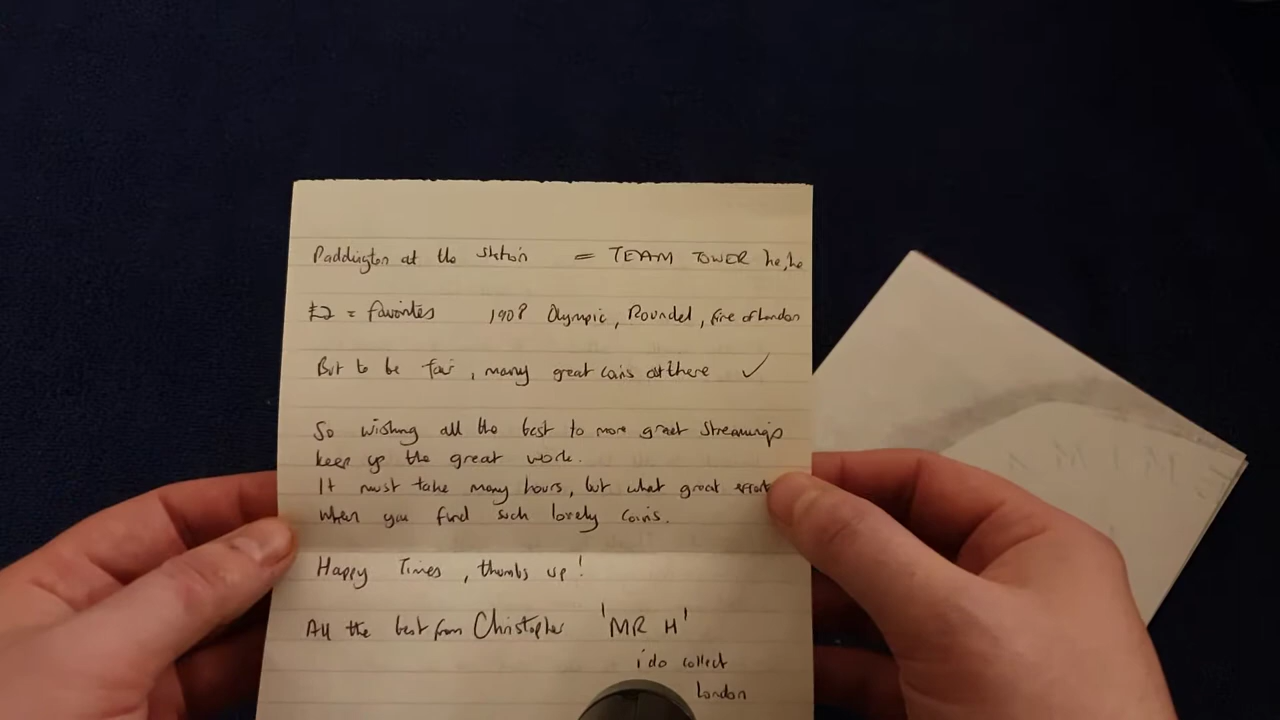 Paddington at the station = TEAM TOWER he, he
£2 = favorites 1908 Olympic, Roundel, Fire of London
But to be fair, many great coins out there ✓
So wishing all the best to more great streamings
keep up the great work.
It must take many hours, but what great effort
when you find such lovely coins.
Happy Times, thumbs up!
All the best from Christopher 'MR H'
i do collect
London